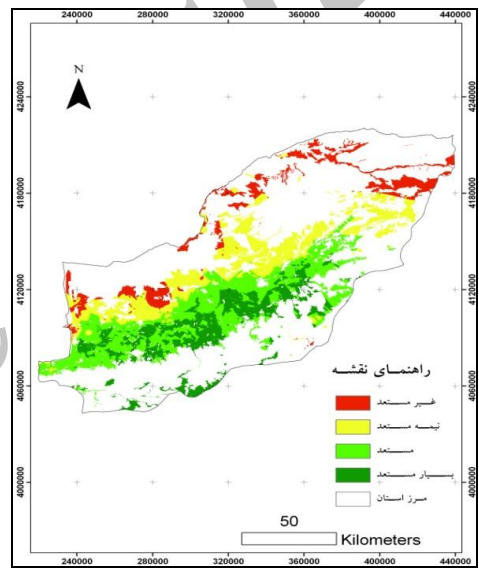 240000 280000 320000 360000 400000 440000
N
4240000 4240000
4180000 4180000
4120000 4120000
4060000 4060000
4000000 4000000
راهنمای نقشه
غیر مستعد
نیمه مستعد
مستعد
بسیار مستعد
مرز استان
50
Kilometers
240000 280000 320000 360000 400000 440000